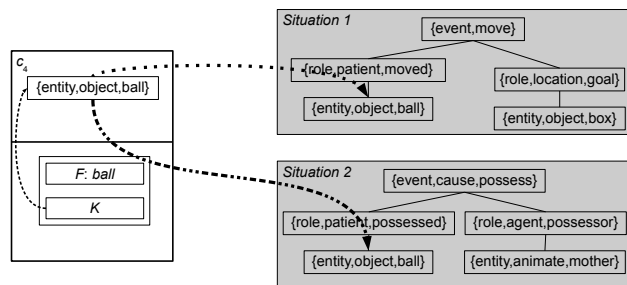 c4
{entity,object,ball}
F: ball
K
Situation 1
{event,move}
{role,patient,moved}
{role,location,goal}
{entity,object,ball}
{entity,object,box}
Situation 2
{event,cause,possess}
{role,patient,possessed}
{role,agent,possessor}
{entity,object,ball}
{entity,animate,mother}